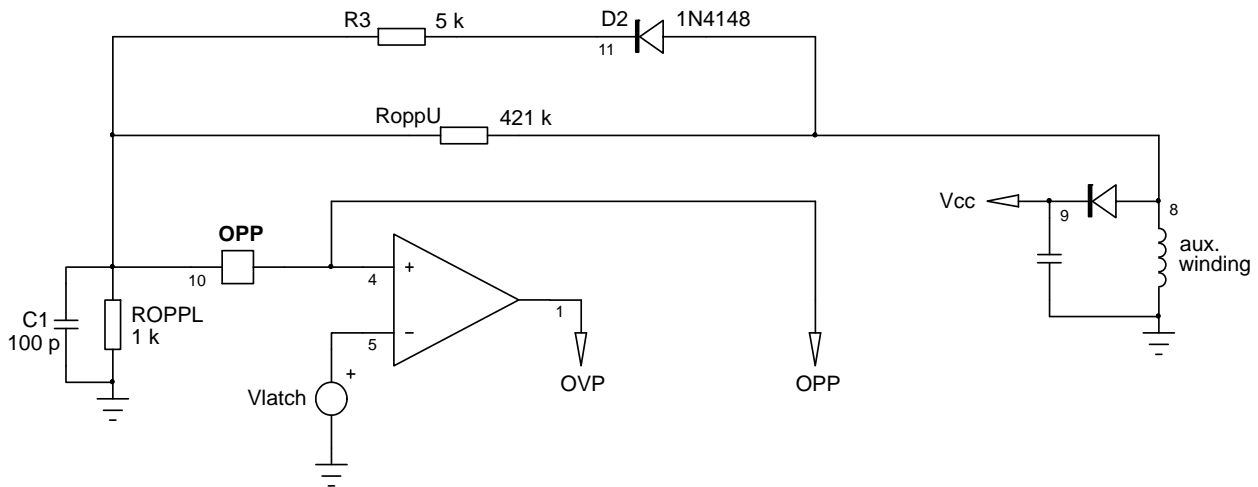 R3
5 k
D2
1N4148
11
RoppU
421 k
Vcc
9
8
aux.
winding
OPP
10
4
+
C1
100 p
ROPPL
1 k
5
−
1
+
Vlatch
OVP
OPP